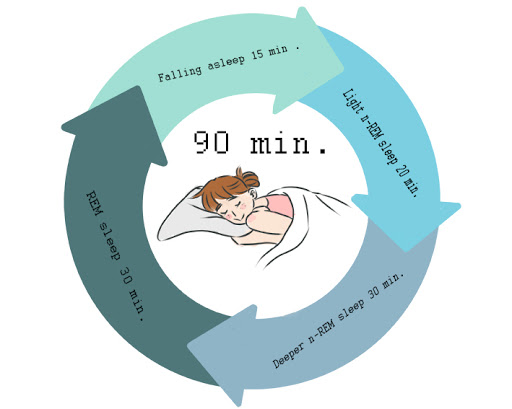 Falling asleep 15 min .
90 min.
Light n-REM sleep 20 min.
Deeper n-REM sleep 30 min.
REM sleep 30 min.